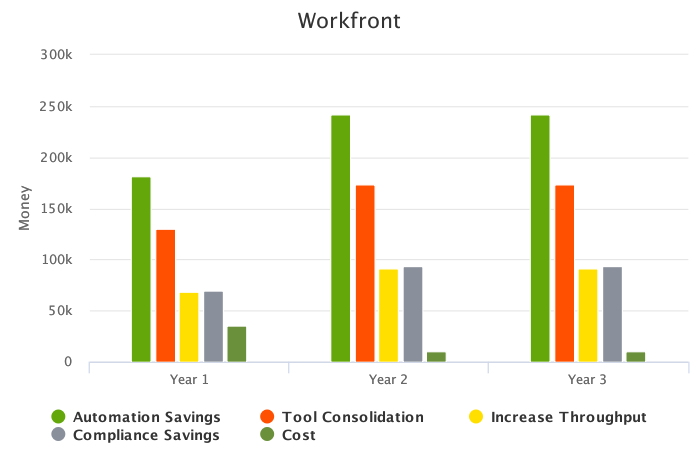 Workfront
300k
250k
200k
150k
100k
50k
0
Money
Year 1 Year 2 Year 3
Automation Savings Tool Consolidation Increase Throughput
Compliance Savings Cost